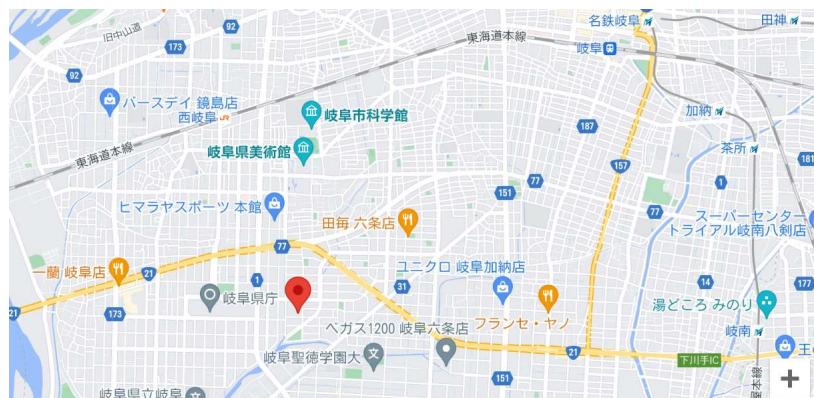 名鉄岐阜
田神
旧中山道
92
東海道本線
岐阜
173
92
バースデイ 鏡島店
西岐阜
岐阜市科学館
加納
187
岐阜県美術館
東海道本線
茶所
157
181
77
1
151
ヒマラヤスポーツ 本館
田毎 六条店
77
スーパーセンター
トライアル岐南八剣店
77
一蘭 岐阜店
21
1
ユニクロ 岐阜加納店
31
14
177
岐阜県庁
湯どころ みのり
21
173
ベガス1200 岐阜六条店
フランセ・ヤノ
岐南
岐阜聖徳学園大
21
下川手IC
王
151
岐阜県立岐阜
屋本線